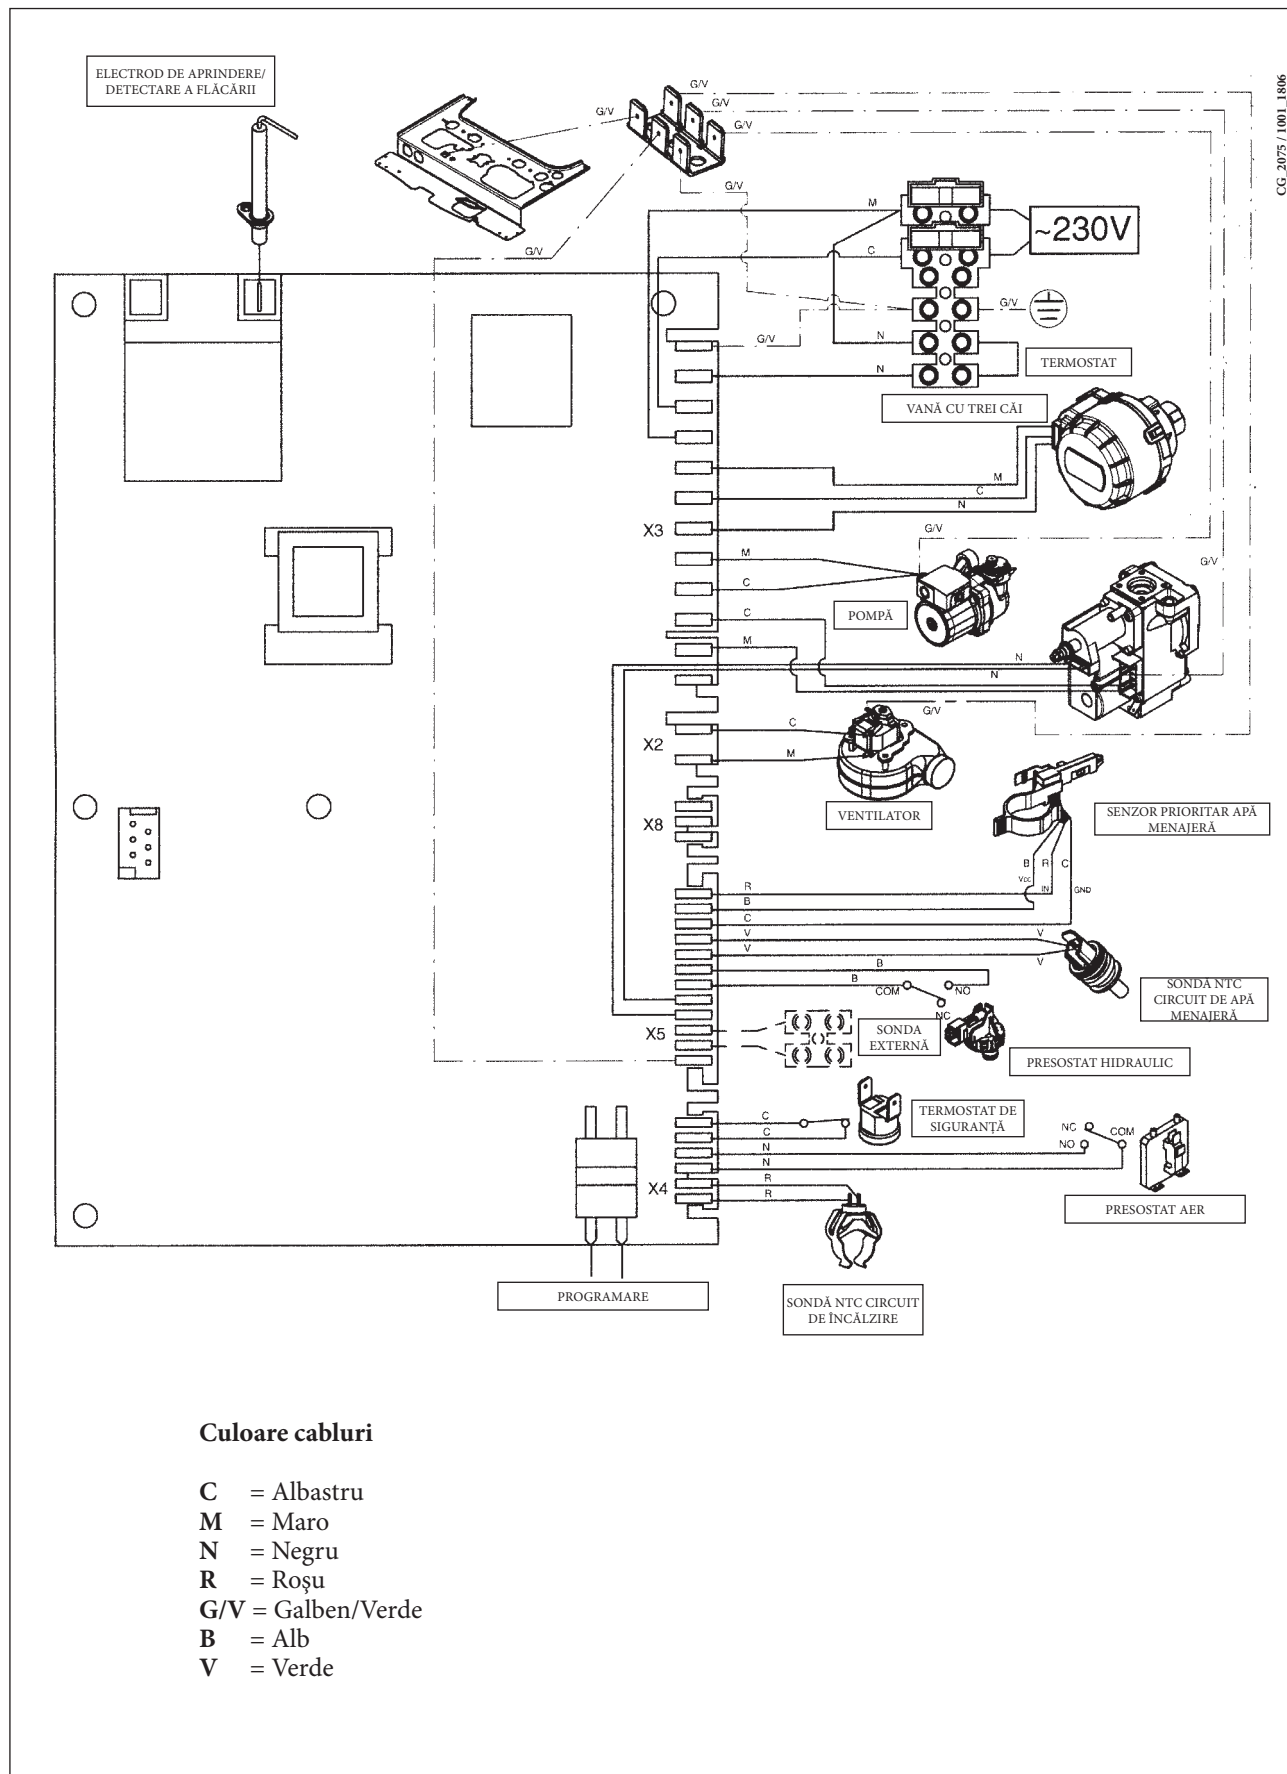 CG_2075 / 1001_1806
ELECTROD DE APRINDERE/
DETECTARE A FLĂCĂRII
G/V
G/V
G/V
G/V
G/V
G/V
M
~230V
C
G/V
G/V
N
TERMOSTAT
N
VANĂ CU TREI CĂI
M
C
N
X3
G/V
M
G/V
C
POMPĂ
C
M
N
N
G/V
C
X2
M
VENTILATOR
SENZOR PRIORITAR APĂ
MENAJERĂ
X8
B R C
VDC
IN
GND
R
B
C
V
V
V
V
B
B
COM
NO
NC
SONDĂ NTC
CIRCUIT DE APĂ
MENAJERĂ
X5
SONDA
EXTERNĂ
PRESOSTAT HIDRAULIC
C
C
TERMOSTAT DE
SIGURANȚĂ
NC
COM
NO
N
N
R
X4
R
PRESOSTAT AER
PROGRAMARE
SONDĂ NTC CIRCUIT
DE ÎNCĂLZIRE
Culoare cabluri
C = Albastru
M = Maro
N = Negru
R = Roşu
G/V = Galben/Verde
B = Alb
V = Verde